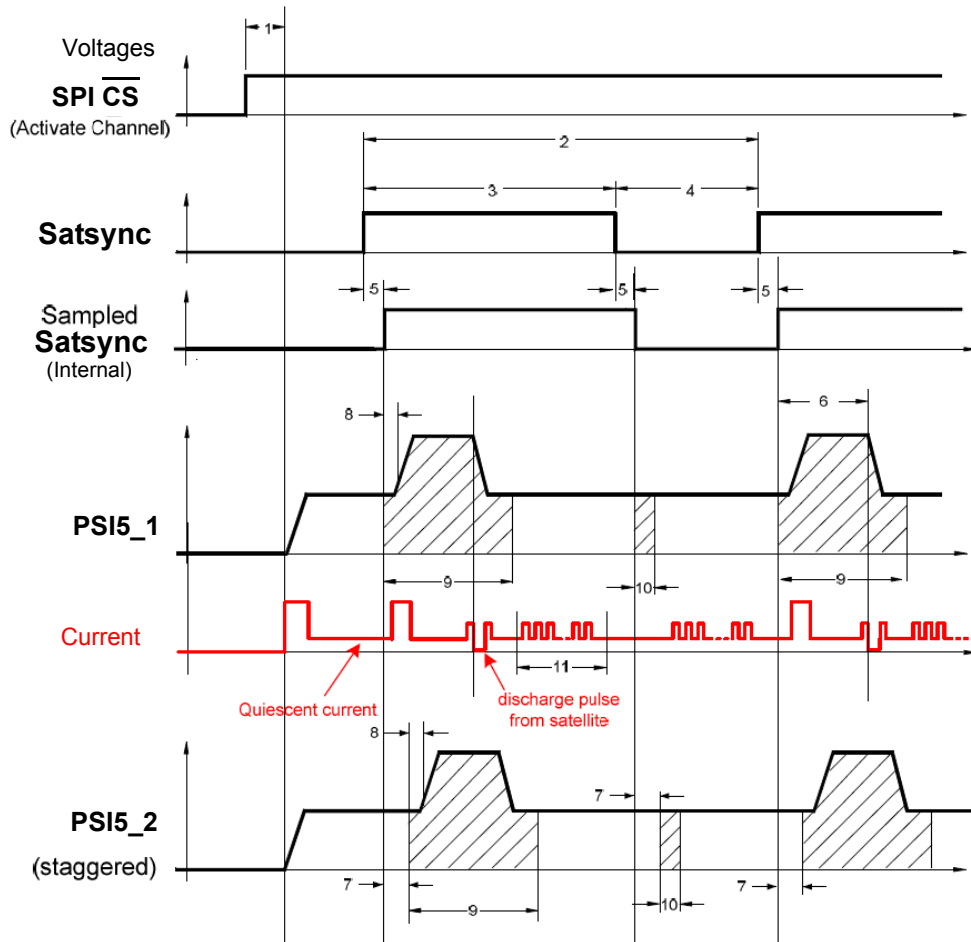 1
Voltages
SPI CS
(Activate Channel)
2
3
4
Satsync
5
5
5
Sampled
Satsync
(Internal)
6
8
PSI5_1
9
10
9
Current
11
Quiescent current
discharge pulse
from satellite
8
7
PSI5_2
(staggered)
7
7
9
10